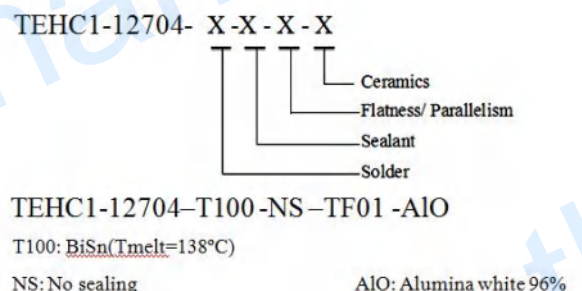 TEHC1-12704- X -X - X - X
Ceramics
Flatness/ Parallelism
Sealant
Solder
TEHC1-12704–T100 -NS –TF01 -AlO
T100: BiSn(Tmelt=138ºC)
NS: No sealing AlO: Alumina white 96%